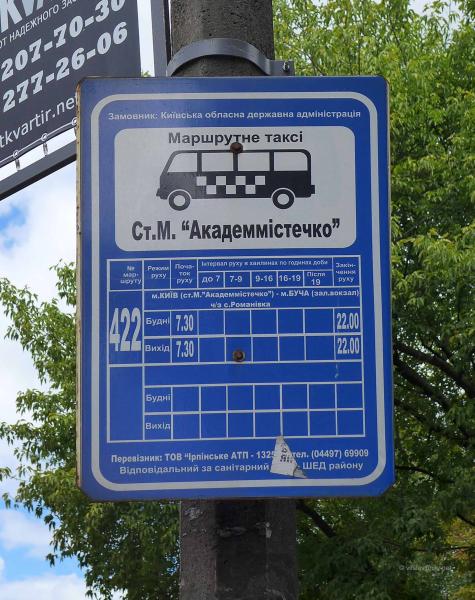 207-70-30
277-26-06
tkvartir.net
Замовник: Київська обласна державна адміністрація
Маршрутне таксі
Ст.М. "Академмістечко"
№ маршруту
Режим руху
Початок руху
Інтервал руху в хвилинах по годинах доби
до 7 7-9 9-16 16-19 Після 19
Закінчення руху
м.КИЇВ (ст.М."Академмістечко) - м-БУЧА (зал.вокзал)
ч/з с.Романівка
422
Будні 7.30 22.00
Вихід 7.30 22.00
Будні
Вихід
Перевізник: ТОВ "Ірпінське АТП - 1325 тел. (04497) 69909
Відповідальний за санітарний ШЕД району